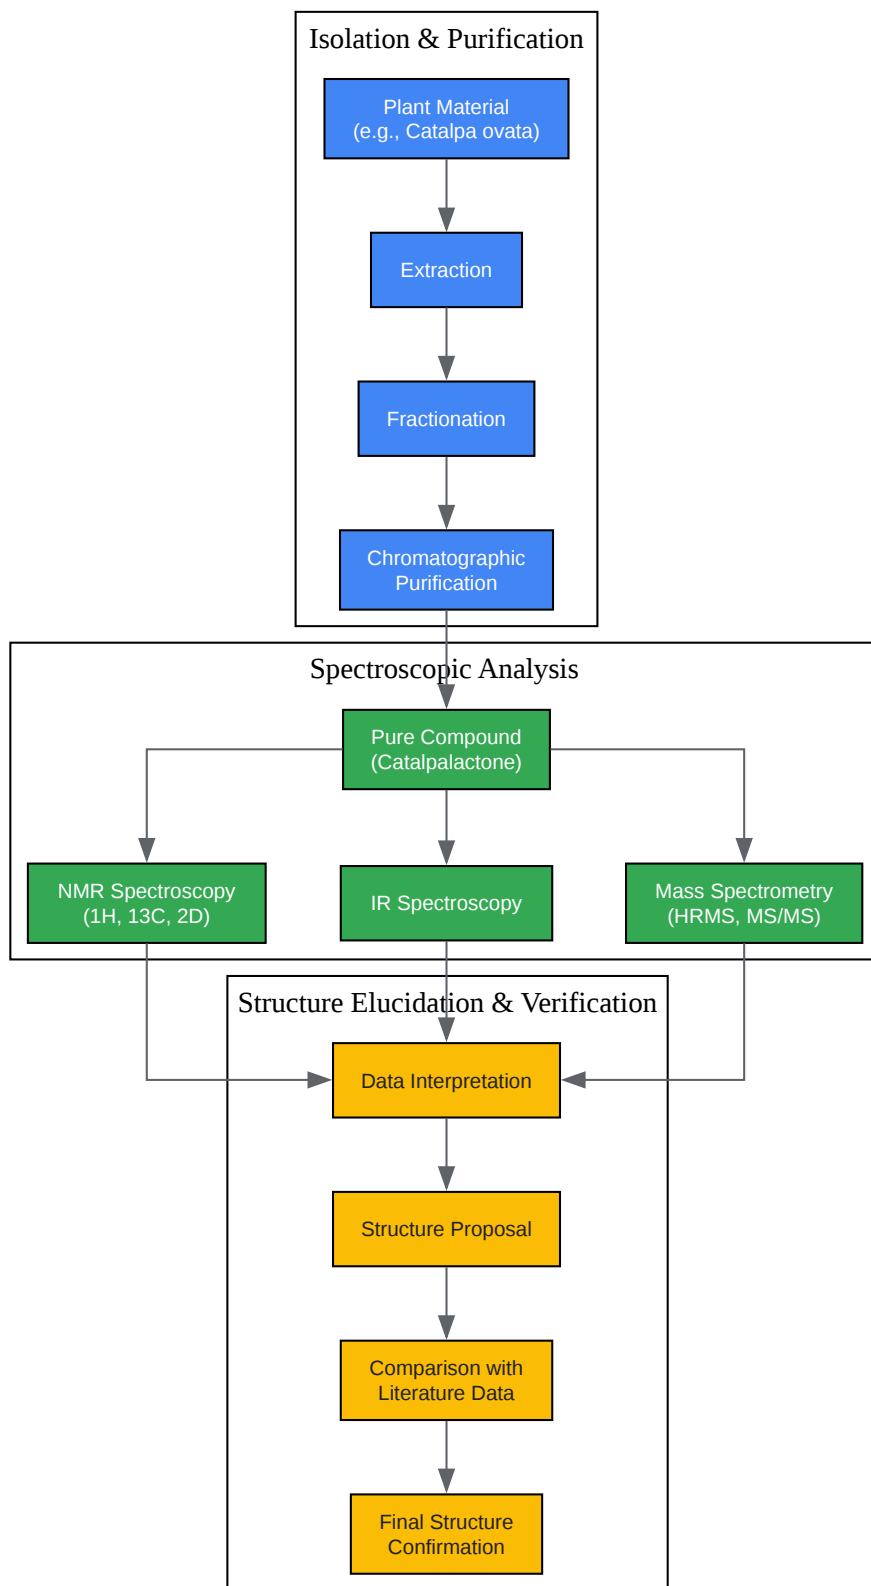 Isolation & Purification
Plant Material
(e.g., Catalpa ovata)
Extraction
Fractionation
Chromatographic
Purification
Spectroscopic Analysis
Pure Compound
(Catalpalactone)
NMR Spectroscopy
(1H, 13C, 2D)
IR Spectroscopy
Mass Spectrometry
(HRMS, MS/MS)
Structure Elucidation & Verification
Data Interpretation
Structure Proposal
Comparison with
Literature Data
Final Structure
Confirmation